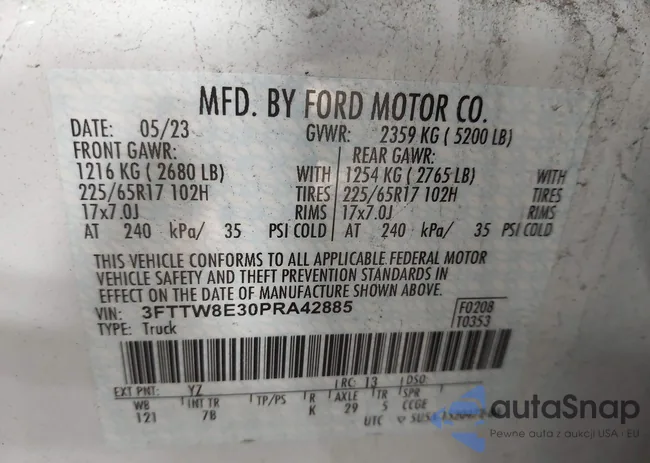 MFD. BY FORD MOTOR CO.
DATE: 05/23 GVWR: 2359 KG ( 5200 LB)
FRONT GAWR: REAR GAWR:
1216 KG ( 2680 LB) WITH 1254 KG ( 2765 LB) WITH
225/65R17 102H TIRES 225/65R17 102H TIRES
17x7.0J RIMS 17x7.0J RIMS
AT 240 kPa/ 35 PSI COLD AT 240 kPa/ 35 PSI COLD
THIS VEHICLE CONFORMS TO ALL APPLICABLE FEDERAL MOTOR
VEHICLE SAFETY AND THEFT PREVENTION STANDARDS IN
EFFECT ON THE DATE OF MANUFACTURE SHOWN ABOVE.
VIN: 3FTTW8E30PRA42885 F0208
TYPE: Truck T0353
EXT PNT: YZ RC: 13 DSO:
WB INT TR TP/PS R AXLE TR SPR
121 7B K 29 5 CCGE
UTC
autoSnap
Pewne auta z aukcji USA i EU